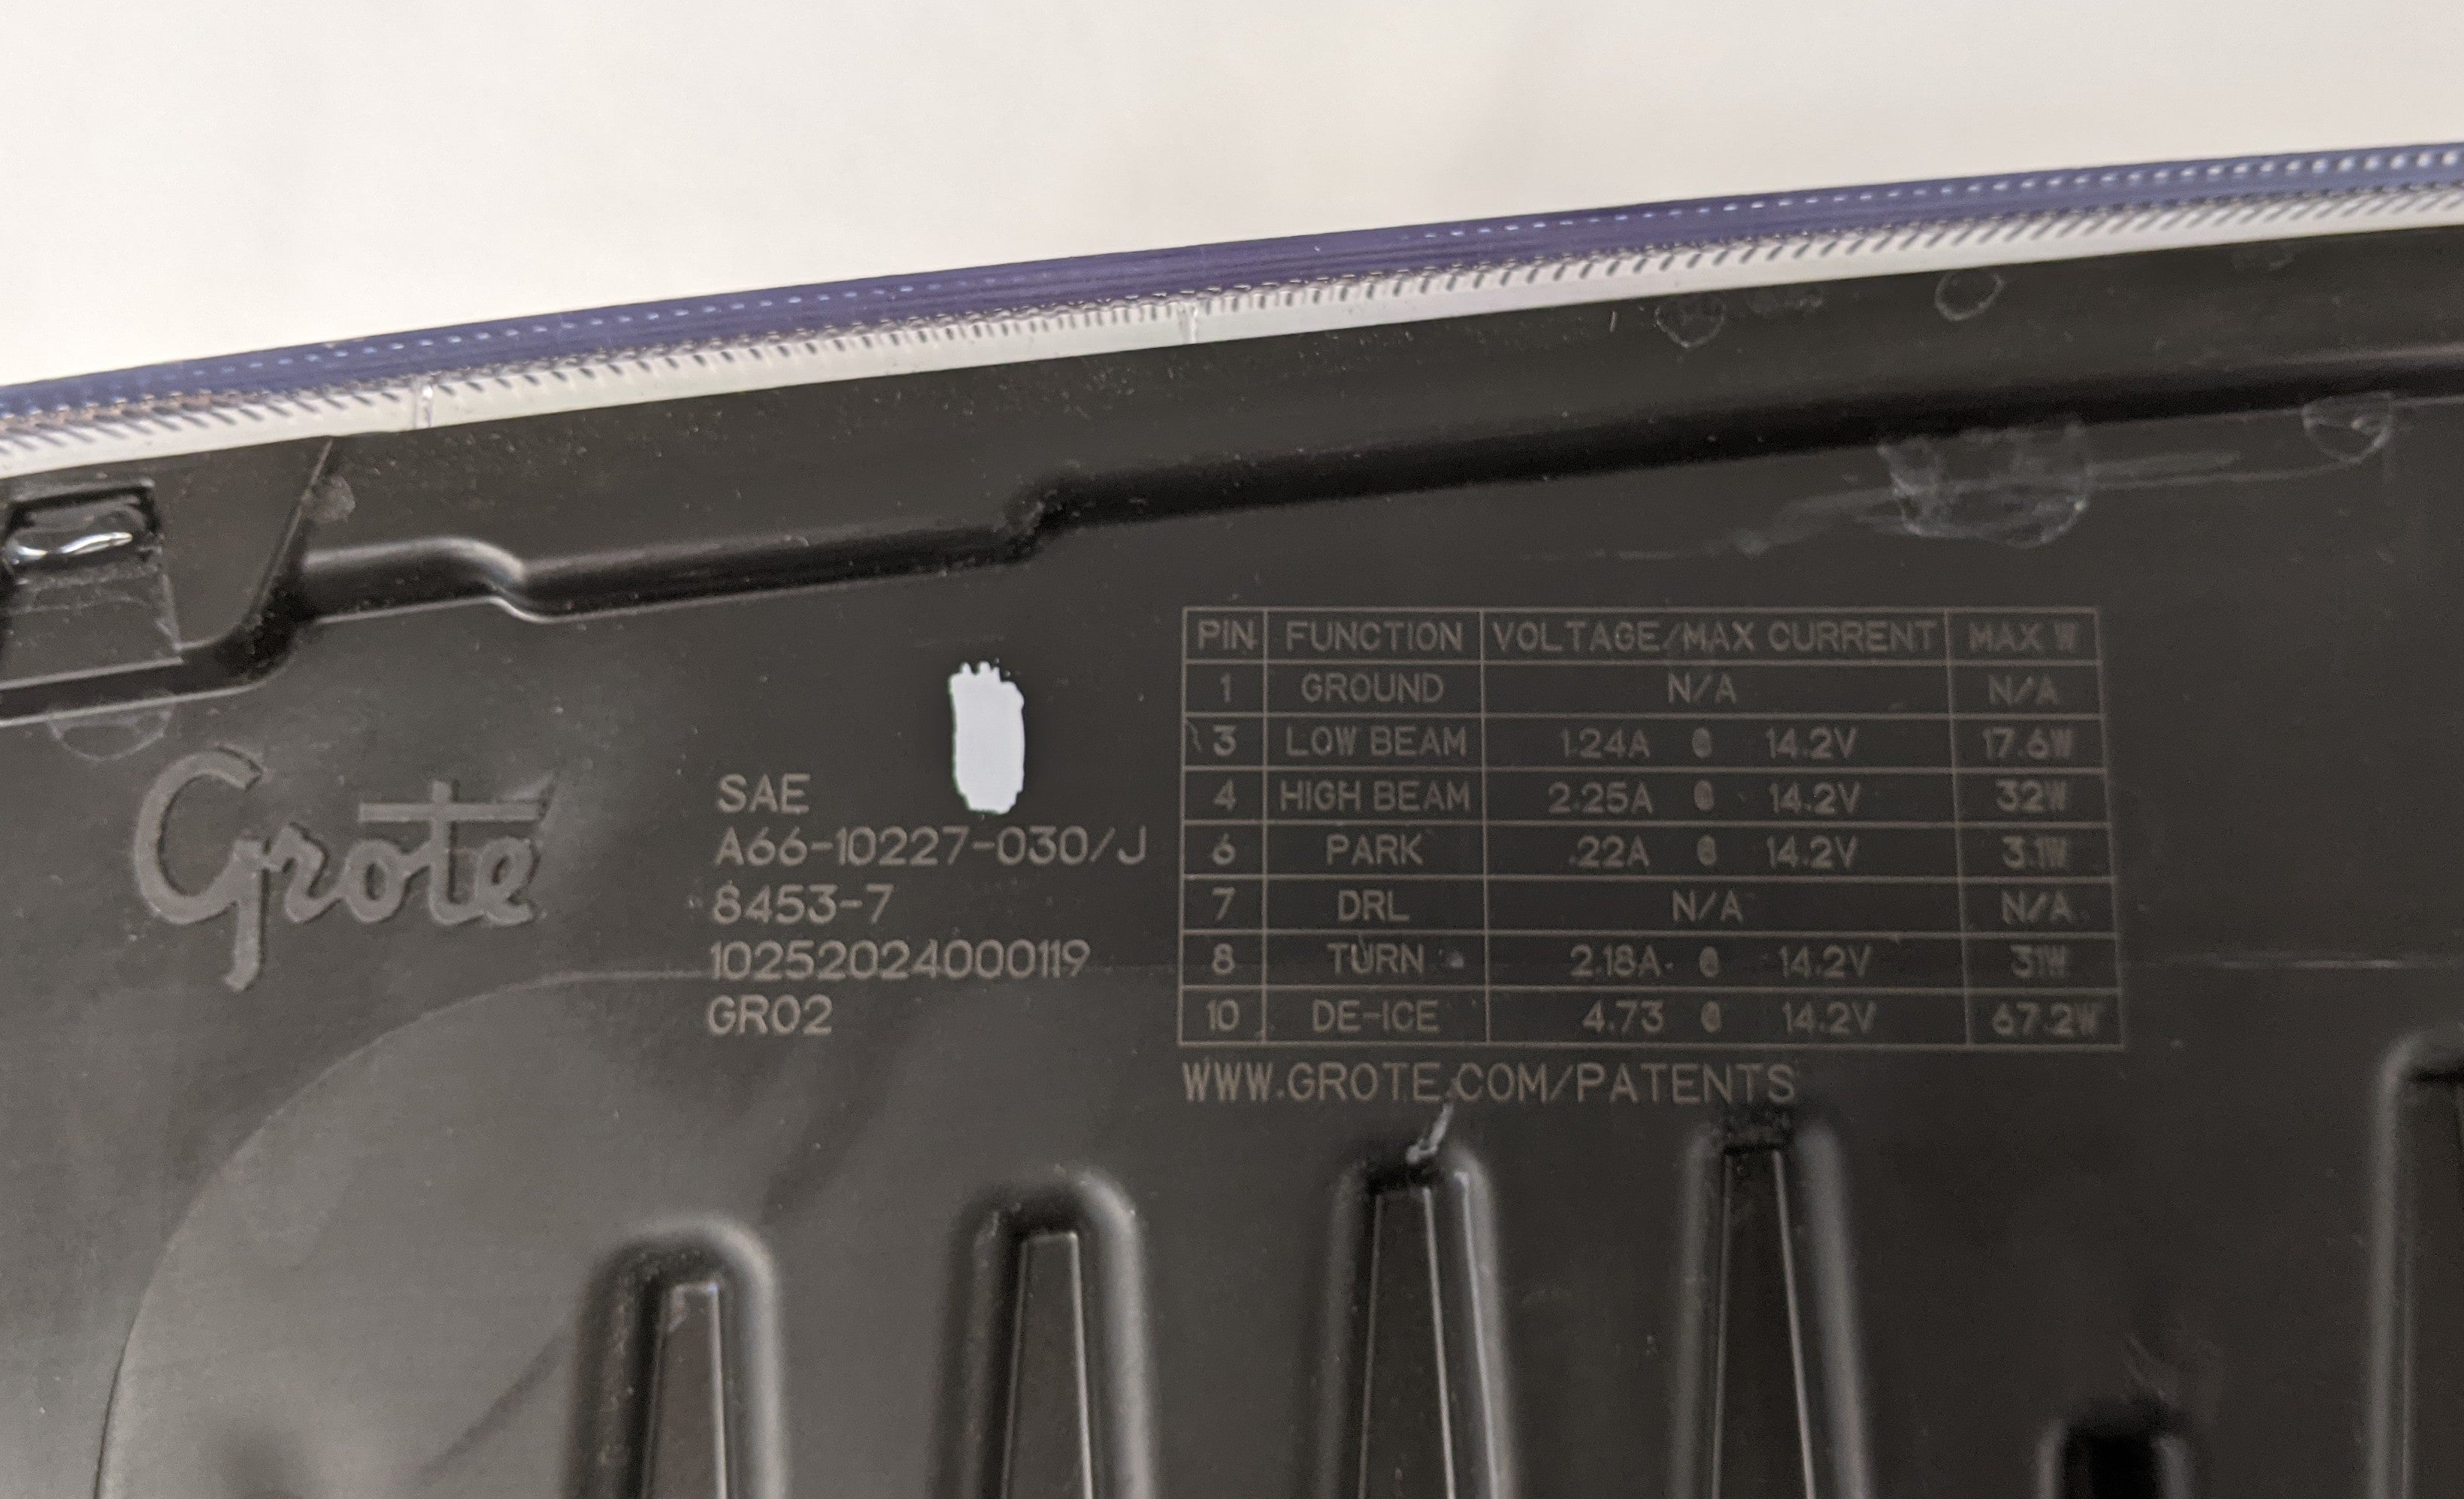 Grote
SAE
A66-10227-030/J
8453-7
10252024000119
GR02
PIN FUNCTION VOLTAGE/MAX CURRENT MAX W
1 GROUND N/A N/A
3 LOW BEAM 1.24A @ 14.2V 17.6W
4 HIGH BEAM 2.25A @ 14.2V 32W
6 PARK .22A @ 14.2V 3.1W
7 DRL N/A N/A
8 TURN 2.18A @ 14.2V 31W
10 DE-ICE 4.73 @ 14.2V 67.2W
WWW.GROTE.COM/PATENTS